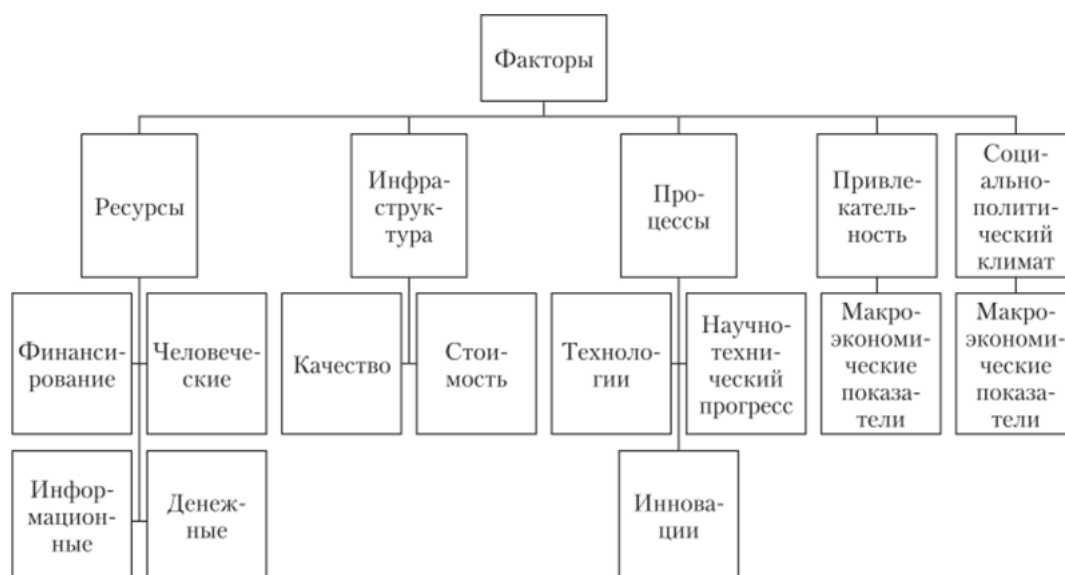 Факторы
Ресурсы
Инфра-
струк-
тура
Про-
цессы
Привле-
катель-
ность
Соци-
ально-
полити-
ческий
климат
Финанси-
рование
Человече-
ские
Качество
Стои-
мость
Техноло-
гии
Научно-
техни-
ческий
прогресс
Макро-
экономи-
ческие
показа-
тели
Макро-
экономи-
ческие
показа-
тели
Инфор-
мацион-
ные
Денеж-
ные
Иннова-
ции